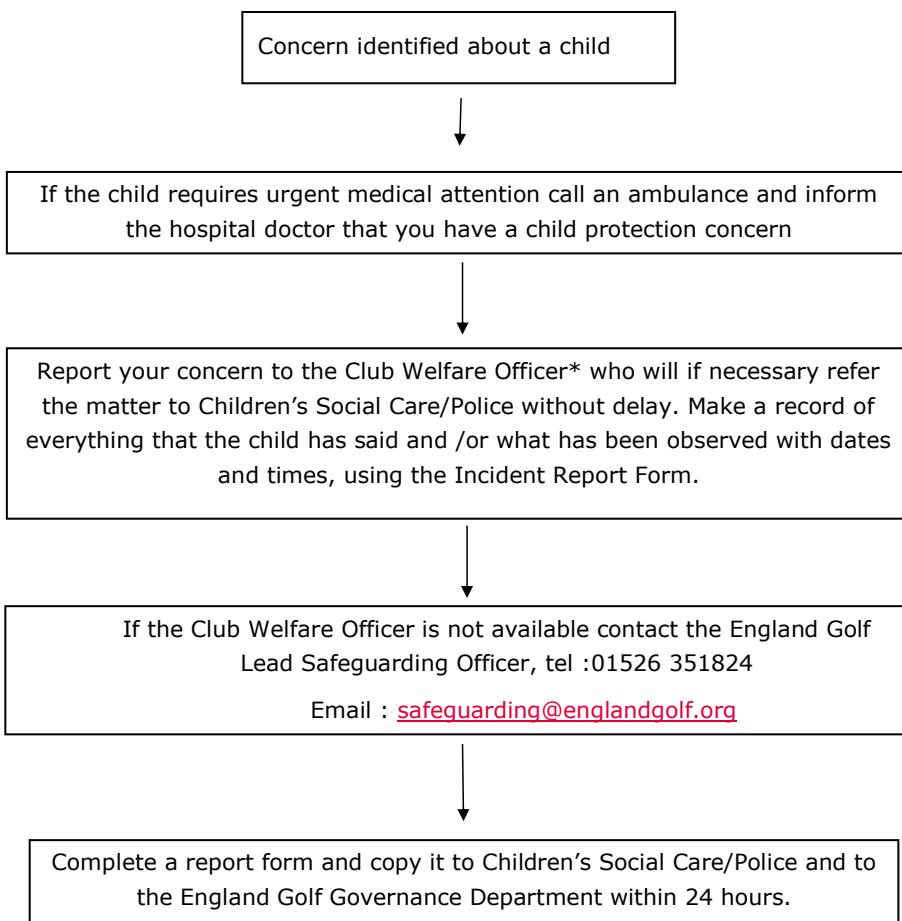 Concern identified about a child
If the child requires urgent medical attention call an ambulance and inform
the hospital doctor that you have a child protection concern
Report your concern to the Club Welfare Officer* who will if necessary refer
the matter to Children’s Social Care/Police without delay. Make a record of
everything that the child has said and /or what has been observed with dates
and times, using the Incident Report Form.
If the Club Welfare Officer is not available contact the England Golf
Lead Safeguarding Officer, tel :01526 351824
Email : safeguarding@englandgolf.org
Complete a report form and copy it to Children’s Social Care/Police and to
the England Golf Governance Department within 24 hours.